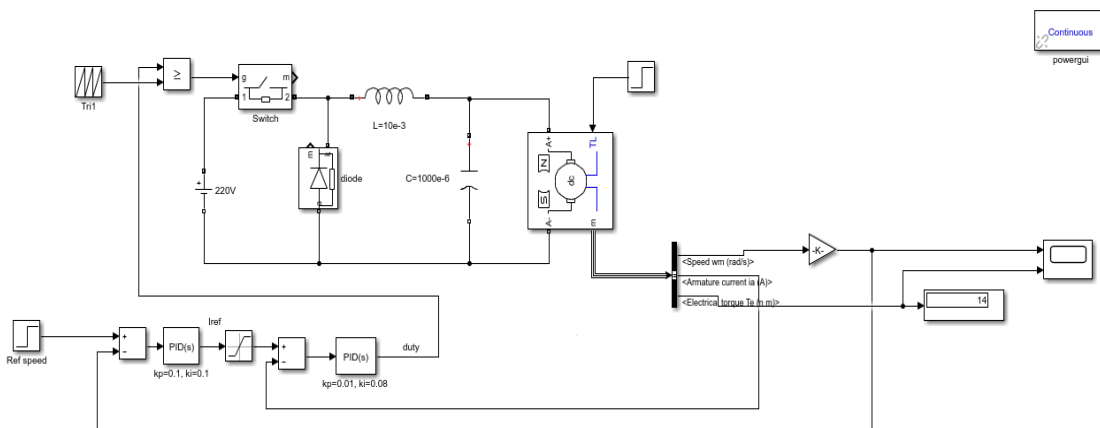 Continuous
powergui
Tri1
≥
g m
1 2
Switch
L=10e-3
220V
m
diode
C=1000e-6
A+ TL
N
dc
S
A- m
-K-
<Speed wm (rad/s)>
<Armature current ia (A)>
<Electrical torque Te (n m)>
14
Ref speed
+
−
PID(s)
kp=0.1, ki=0.1
Iref
+
−
PID(s)
kp=0.01, ki=0.08
duty